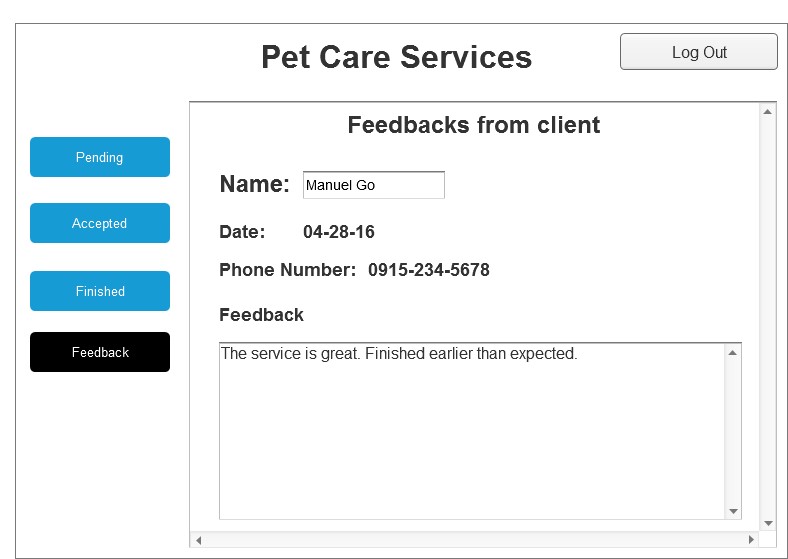 Pet Care Services
Log Out
Pending
Accepted
Finished
Feedback
Feedbacks from client
Name: Manuel Go
Date: 04-28-16
Phone Number: 0915-234-5678
Feedback
The service is great. Finished earlier than expected.